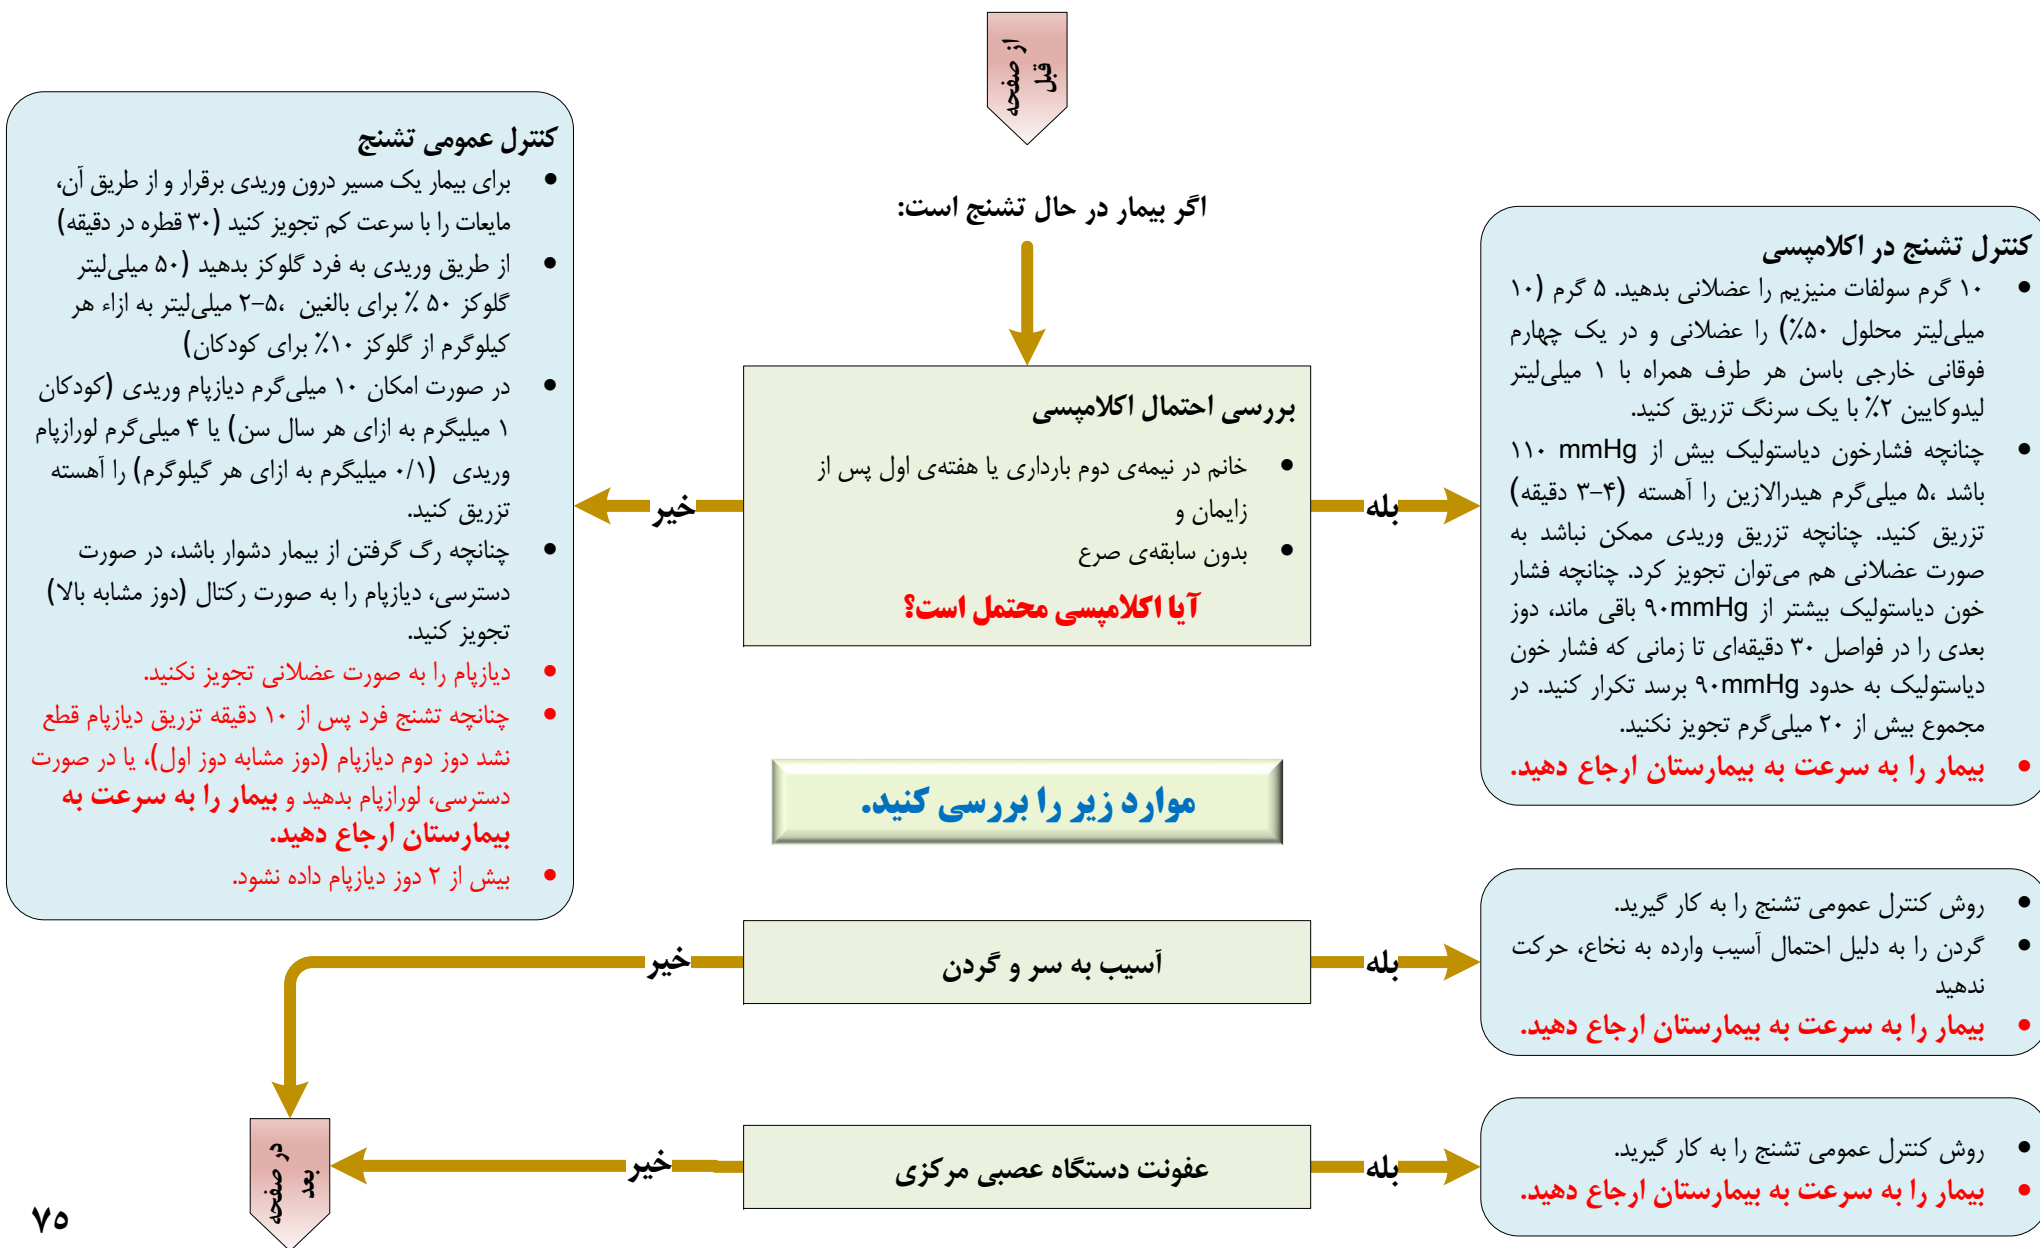 از صفحه
قبل
اگر بیمار در حال تشنج است:
کنترل تشنج در اکلامپسی
• ۱۰ گرم سولفات منیزیم را عضلانی بدهید. ۵ گرم (۱۰
میلی‌لیتر محلول ۵۰٪) را عضلانی و در یک چهارم
فوقانی خارجی باسن هر طرف همراه با ۱ میلی‌لیتر
لیدوکایین ۲٪ با یک سرنگ تزریق کنید.
• چنانچه فشارخون دیاستولیک بیش از ۱۱۰ mmHg
باشد ،۵ میلی‌گرم هیدرالازین را آهسته (۴-۳ دقیقه)
تزریق کنید. چنانچه تزریق وریدی ممکن نباشد به
صورت عضلانی هم می‌توان تجویز کرد. چنانچه فشار
خون دیاستولیک بیشتر از ۹۰mmHg باقی ماند، دوز
بعدی را در فواصل ۳۰ دقیقه‌ای تا زمانی که فشار خون
دیاستولیک به حدود ۹۰mmHg برسد تکرار کنید. در
مجموع بیش از ۲۰ میلی‌گرم تجویز نکنید.
• بیمار را به سرعت به بیمارستان ارجاع دهید.
بله
بررسی احتمال اکلامپسی
• خانم در نیمه‌ی دوم بارداری یا هفته‌ی اول پس از
زایمان و
• بدون سابقه‌ی صرع
آیا اکلامپسی محتمل است؟
خیر
کنترل عمومی تشنج
• برای بیمار یک مسیر درون وریدی برقرار و از طریق آن،
مایعات را با سرعت کم تجویز کنید (۳۰ قطره در دقیقه)
• از طریق وریدی به فرد گلوکز بدهید (۵۰ میلی‌لیتر
گلوکز ۵۰ ٪ برای بالغین ،۵-۲ میلی‌لیتر به ازاء هر
کیلوگرم از گلوکز ۱۰٪ برای کودکان)
• در صورت امکان ۱۰ میلی‌گرم دیازپام وریدی (کودکان
۱ میلیگرم به ازای هر سال سن) یا ۴ میلی‌گرم لورازپام
وریدی (۰/۱ میلیگرم به ازای هر گیلوگرم) را آهسته
تزریق کنید.
• چنانچه رگ گرفتن از بیمار دشوار باشد، در صورت
دسترسی، دیازپام را به صورت رکتال (دوز مشابه بالا)
تجویز کنید.
• دیازپام را به صورت عضلانی تجویز نکنید.
• چنانچه تشنج فرد پس از ۱۰ دقیقه تزریق دیازپام قطع
نشد دوز دوم دیازپام (دوز مشابه دوز اول)، یا در صورت
دسترسی، لورازپام بدهید و بیمار را به سرعت به
بیمارستان ارجاع دهید.
• بیش از ۲ دوز دیازپام داده نشود.
موارد زیر را بررسی کنید.
• روش کنترل عمومی تشنج را به کار گیرید.
• گردن را به دلیل احتمال آسیب وارده به نخاع، حرکت
ندهید
• بیمار را به سرعت به بیمارستان ارجاع دهید.
بله
آسیب به سر و گردن
خیر
• روش کنترل عمومی تشنج را به کار گیرید.
• بیمار را به سرعت به بیمارستان ارجاع دهید.
بله
عفونت دستگاه عصبی مرکزی
خیر
در صفحه
بعد
۷۵